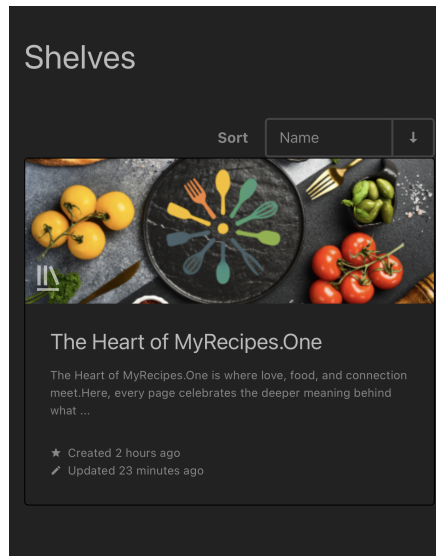 Shelves
Sort Name
The Heart of MyRecipes.One
The Heart of MyRecipes.One is where love, food, and connection
meet.Here, every page celebrates the deeper meaning behind
what ...
Created 2 hours ago
Updated 23 minutes ago